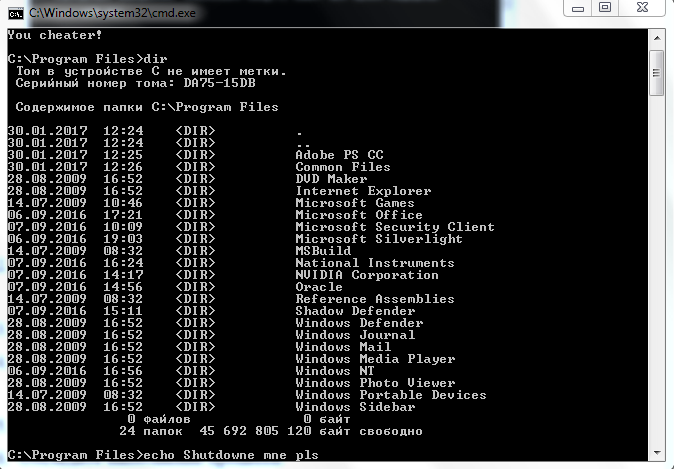 C:\Windows\system32\cmd.exe
You cheater!
C:\Program Files>dir
Том в устройстве C не имеет метки.
Серийный номер тома: DA75-15DB
Содержимое папки C:\Program Files
30.01.2017  12:24    <DIR>          .
30.01.2017  12:24    <DIR>          ..
30.01.2017  12:25    <DIR>          Adobe PS CC
30.01.2017  12:26    <DIR>          Common Files
28.08.2009  16:52    <DIR>          DVD Maker
28.08.2009  16:52    <DIR>          Internet Explorer
14.07.2009  10:46    <DIR>          Microsoft Games
06.09.2016  17:21    <DIR>          Microsoft Office
07.09.2016  10:09    <DIR>          Microsoft Security Client
06.09.2016  19:03    <DIR>          Microsoft Silverlight
14.07.2009  08:32    <DIR>          MSBuild
07.09.2016  16:24    <DIR>          National Instruments
07.09.2016  14:17    <DIR>          NVIDIA Corporation
07.09.2016  14:56    <DIR>          Oracle
14.07.2009  08:32    <DIR>          Reference Assemblies
07.09.2016  15:11    <DIR>          Shadow Defender
28.08.2009  16:52    <DIR>          Windows Defender
28.08.2009  16:52    <DIR>          Windows Journal
28.08.2009  16:52    <DIR>          Windows Mail
28.08.2009  16:52    <DIR>          Windows Media Player
06.09.2016  16:56    <DIR>          Windows NT
28.08.2009  16:52    <DIR>          Windows Photo Viewer
14.07.2009  08:32    <DIR>          Windows Portable Devices
28.08.2009  16:52    <DIR>          Windows Sidebar
0 файлов              0 байт
24 папок  45 692 805 120 байт свободно
C:\Program Files>echo Shutdowne mne pls